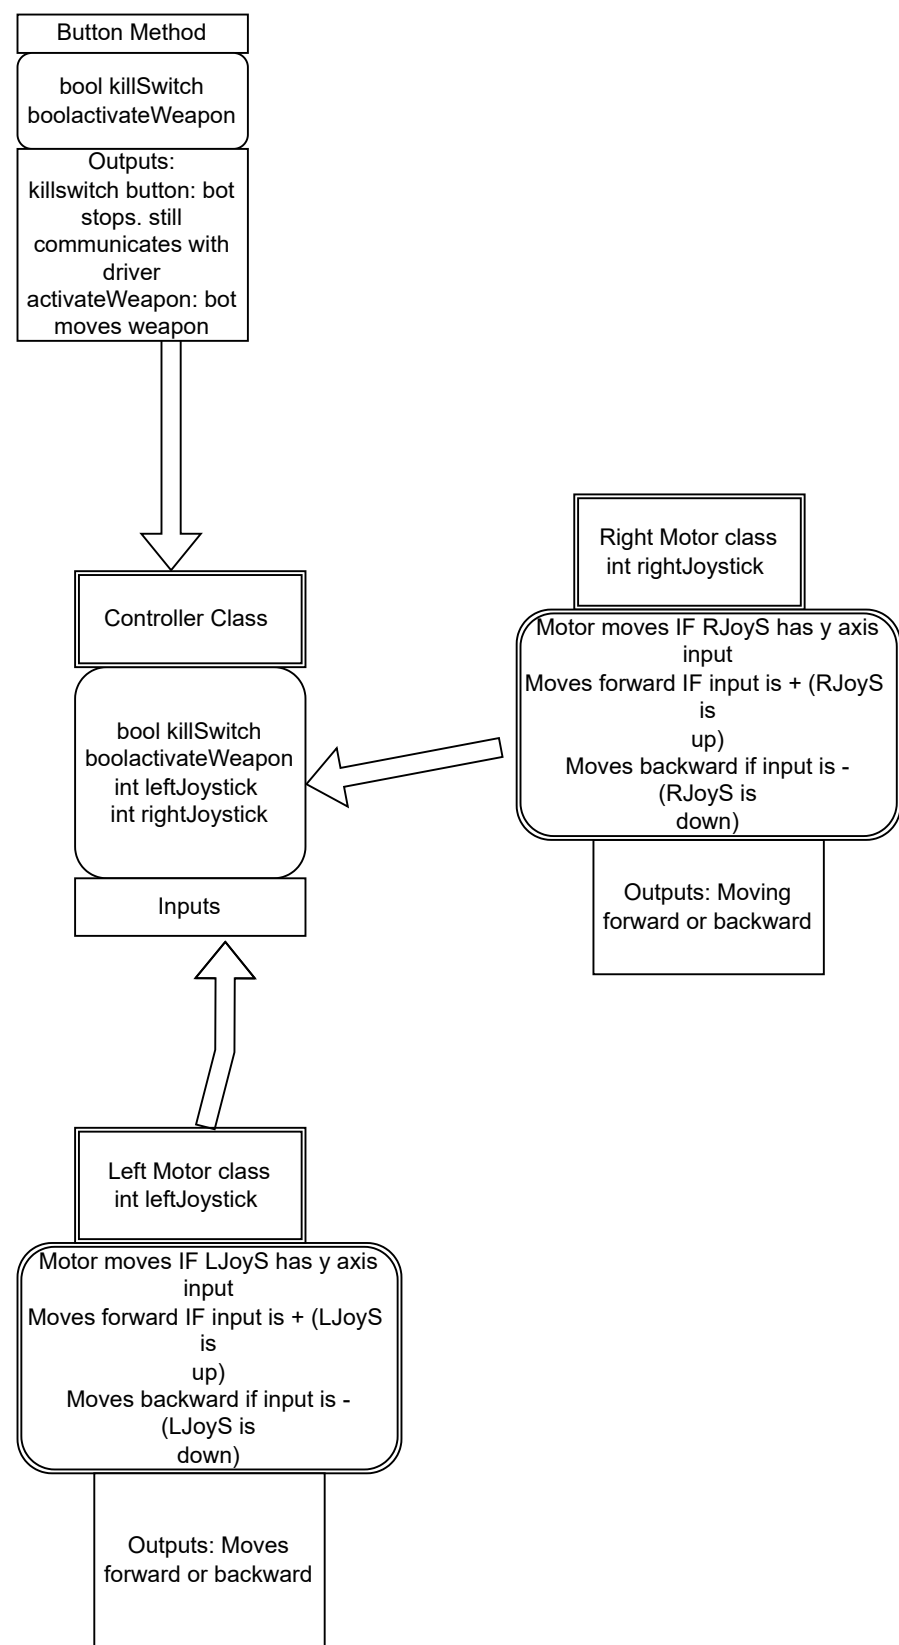 Button Method
bool killSwitch
boolactivateWeapon
Outputs:
killswitch button: bot
stops. still
communicates with
driver
activateWeapon: bot
moves weapon
Controller Class
bool killSwitch
boolactivateWeapon
int leftJoystick
int rightJoystick
Inputs
Right Motor class
int rightJoystick
Motor moves IF RJoyS has y axis
input
Moves forward IF input is + (RJoyS
is
up)
Moves backward if input is -
(RJoyS is
down)
Outputs: Moving
forward or backward
Left Motor class
int leftJoystick
Motor moves IF LJoyS has y axis
input
Moves forward IF input is + (LJoyS
is
up)
Moves backward if input is -
(LJoyS is
down)
Outputs: Moves
forward or backward